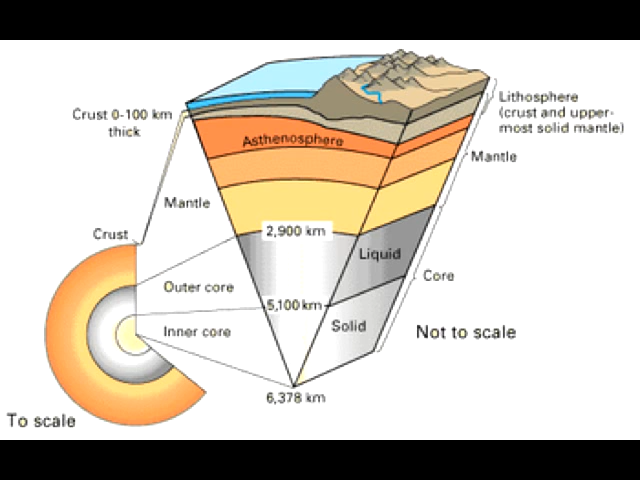 Crust 0-100 km
thick
Lithosphere
(crust and upper-
most solid mantle)
Asthenosphere
Mantle
Mantle
Crust
2,900 km
Liquid
Core
Outer core
5,100 km
Inner core
Solid
Not to scale
6,378 km
To scale